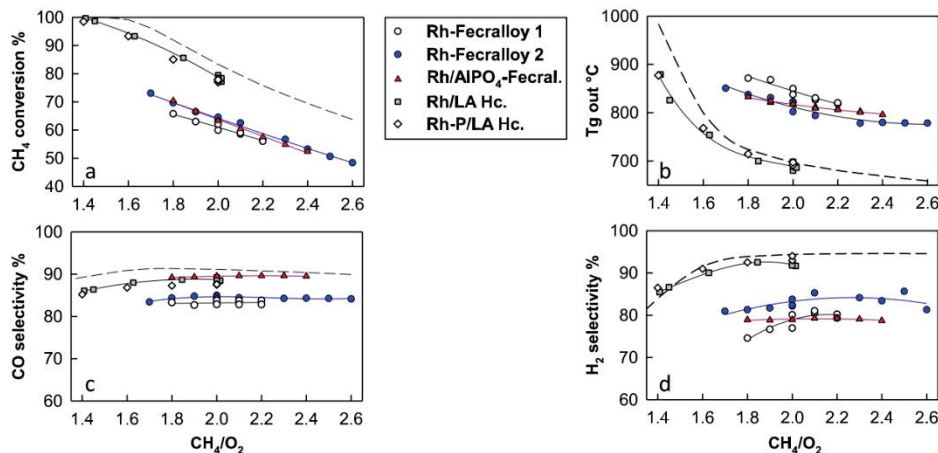 CH4 conversion %
100
90
80
70
60
50
40
a
1.4 1.6 1.8 2.0 2.2 2.4 2.6
Rh-Fecralloy 1
Rh-Fecralloy 2
Rh/AlPO4-Fecral.
Rh/LA Hc.
Rh-P/LA Hc.
Tg out °C
1000
900
800
700
b
1.4 1.6 1.8 2.0 2.2 2.4 2.6
CO selectivity %
100
90
80
70
60
c
1.4 1.6 1.8 2.0 2.2 2.4 2.6
CH4/O2
H2 selectivity %
100
90
80
70
60
d
1.4 1.6 1.8 2.0 2.2 2.4 2.6
CH4/O2